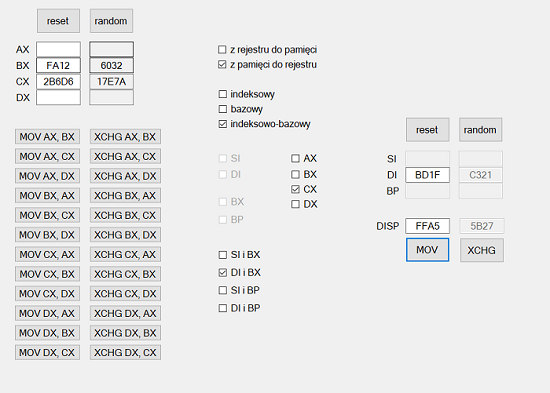 reset random
AX
BX FA12 6032
CX 2B6D6 17E7A
DX
MOV AX, BX XCHG AX, BX
MOV AX, CX XCHG AX, CX
MOV AX, DX XCHG AX, DX
MOV BX, AX XCHG BX, AX
MOV BX, CX XCHG BX, CX
MOV BX, DX XCHG BX, DX
MOV CX, AX XCHG CX, AX
MOV CX, BX XCHG CX, BX
MOV CX, DX XCHG CX, DX
MOV DX, AX XCHG DX, AX
MOV DX, BX XCHG DX, BX
MOV DX, CX XCHG DX, CX
z rejestru do pamięci
z pamięci do rejestru
indeksowy
bazowy
indeksowo-bazowy
SI AX
DI BX
CX
BX DX
BP
SI i BX
DI i BX
SI i BP
DI i BP
reset random
SI
DI BD1F C321
BP
DISP FFA5 5B27
MOV XCHG